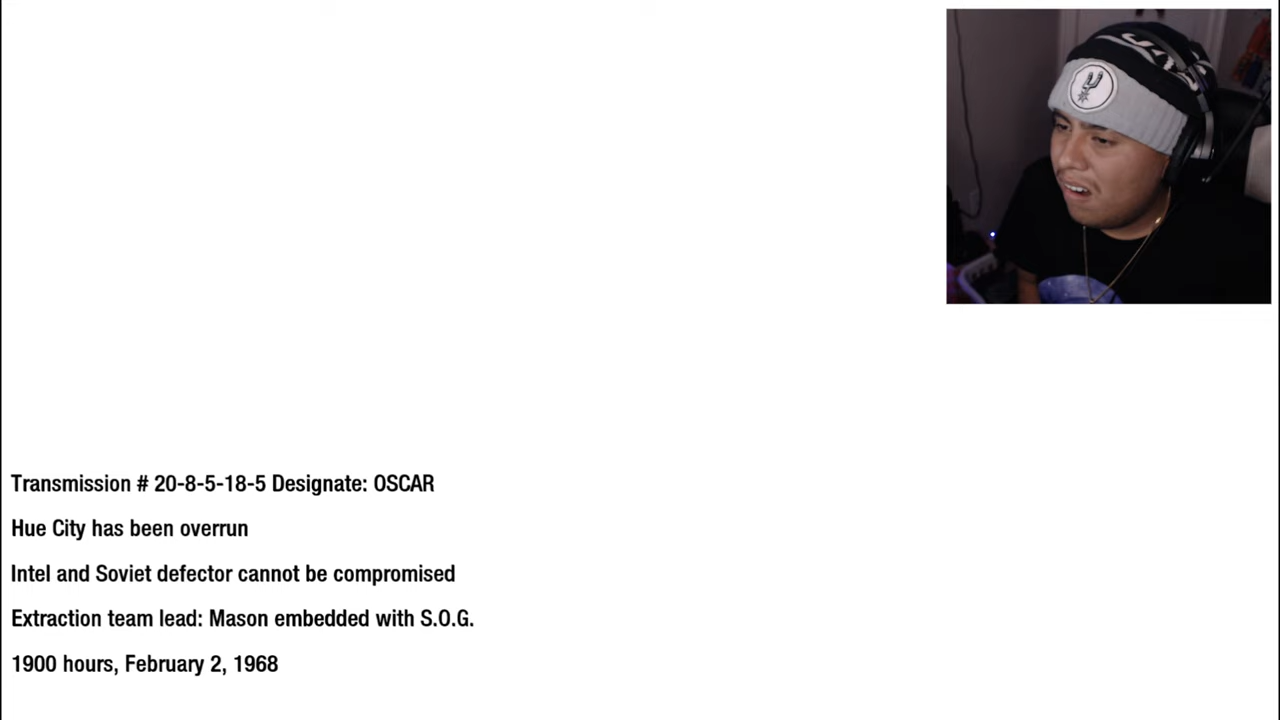 Transmission # 20-8-5-18-5 Designate: OSCAR
Hue City has been overrun
Intel and Soviet defector cannot be compromised
Extraction team lead: Mason embedded with S.O.G.
1900 hours, February 2, 1968